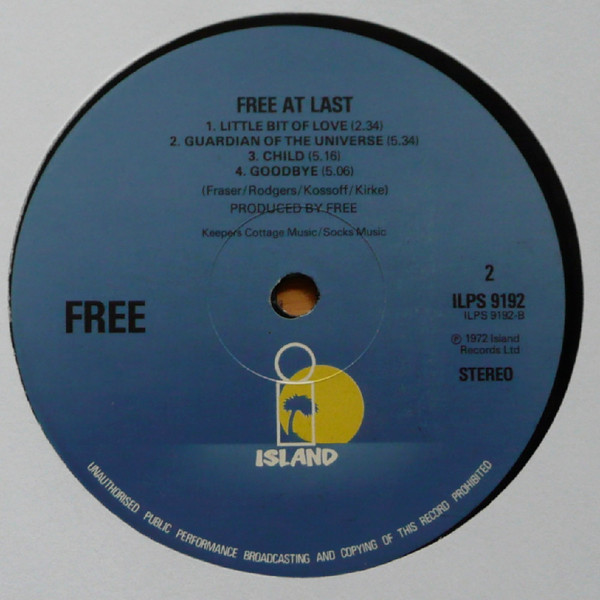 FREE AT LAST
1. LITTLE BIT OF LOVE (2.34)
2. GUARDIAN OF THE UNIVERSE (5.34)
3. CHILD (5.16)
4. GOODBYE (5.06)
(Fraser/Rodgers/Kossoff/Kirke)
PRODUCED BY FREE
Keepers Cottage Music/Socks Music
FREE
2
ILPS 9192
ILPS 9192-B
℗ 1972 Island
Records Ltd
STEREO
ISLAND
UNAUTHORISED PUBLIC PERFORMANCE BROADCASTING AND COPYING OF THIS RECORD PROHIBITED